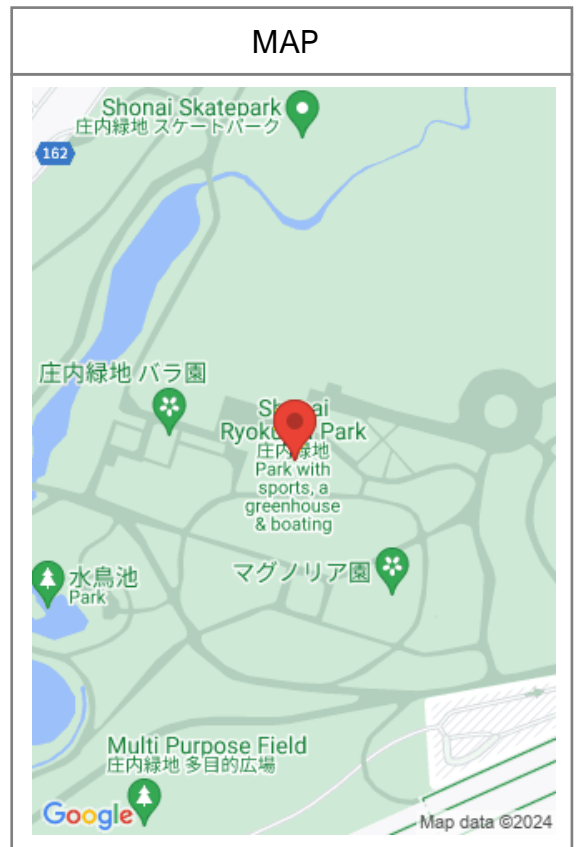 MAP
Shonai Skatepark
庄内緑地 スケートパーク
162
庄内緑地 バラ園
Park
庄内緑地
Park with
sports, a
greenhouse
& boating
マグノリア園
水鳥池
Park
Multi Purpose Field
庄内緑地 多目的広場
Google
Map data ©2024